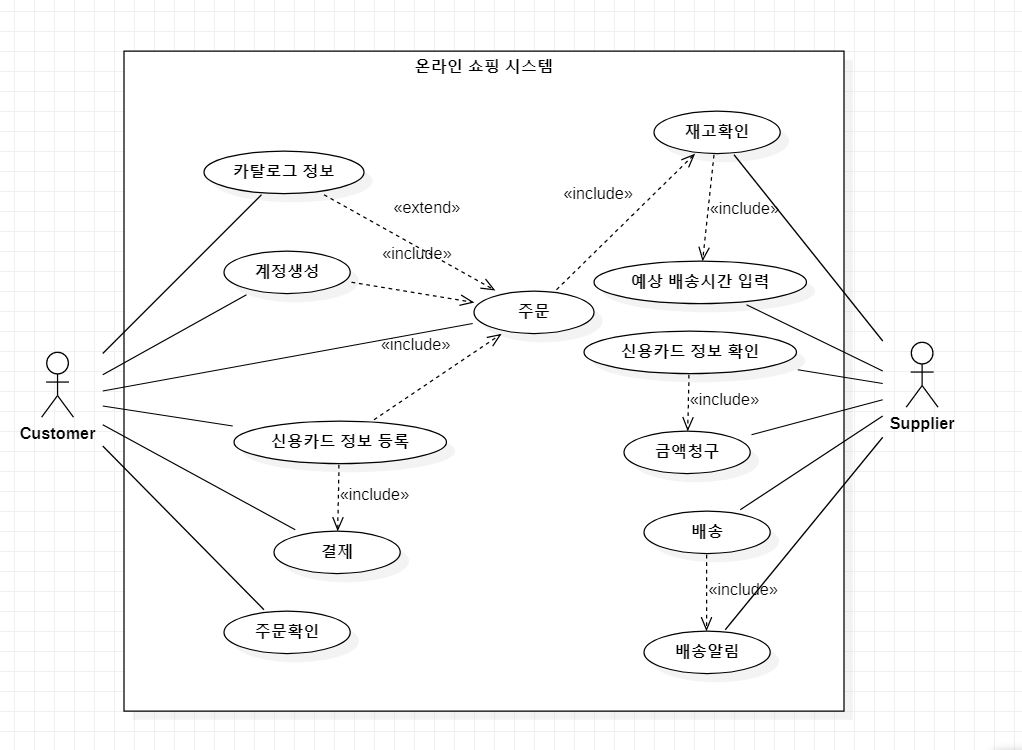 온라인 쇼핑 시스템
재고확인
카탈로그 정보
«include»
«extend»
«include»
«include»
계정생성
예상 배송시간 입력
주문
«include»
신용카드 정보 확인
«include»
Customer
Supplier
신용카드 정보 등록
금액청구
«include»
배송
결제
«include»
주문확인
배송알림